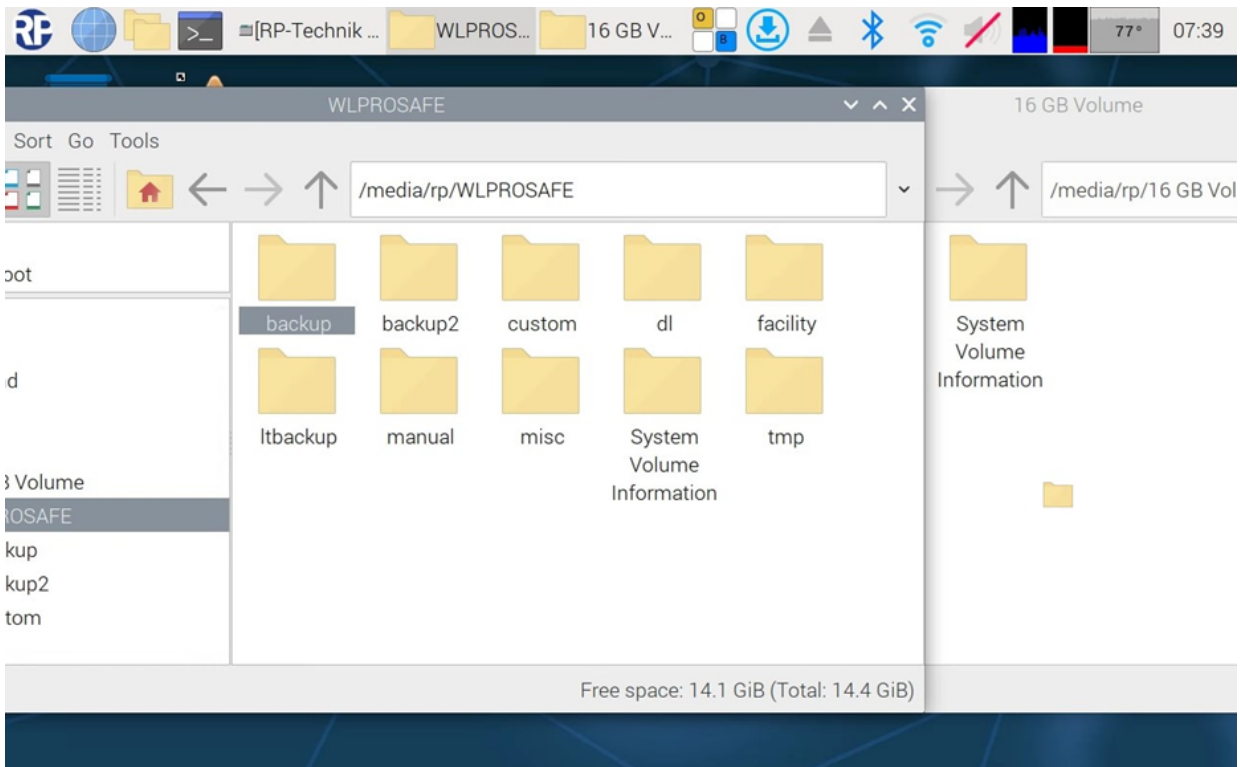 RP >_ [RP-Technik ... WLPROS... 16 GB V... O B 77° 07:39
WLPROSAFE
16 GB Volume
Sort Go Tools
/media/rp/WLPROSAFE
/media/rp/16 GB Vol
oot
d
B Volume
ROSAFE
kup
kup2
tom
backup backup2 custom dl facility
ltbackup manual misc System
Volume
Information
tmp
System
Volume
Information
Free space: 14.1 GiB (Total: 14.4 GiB)